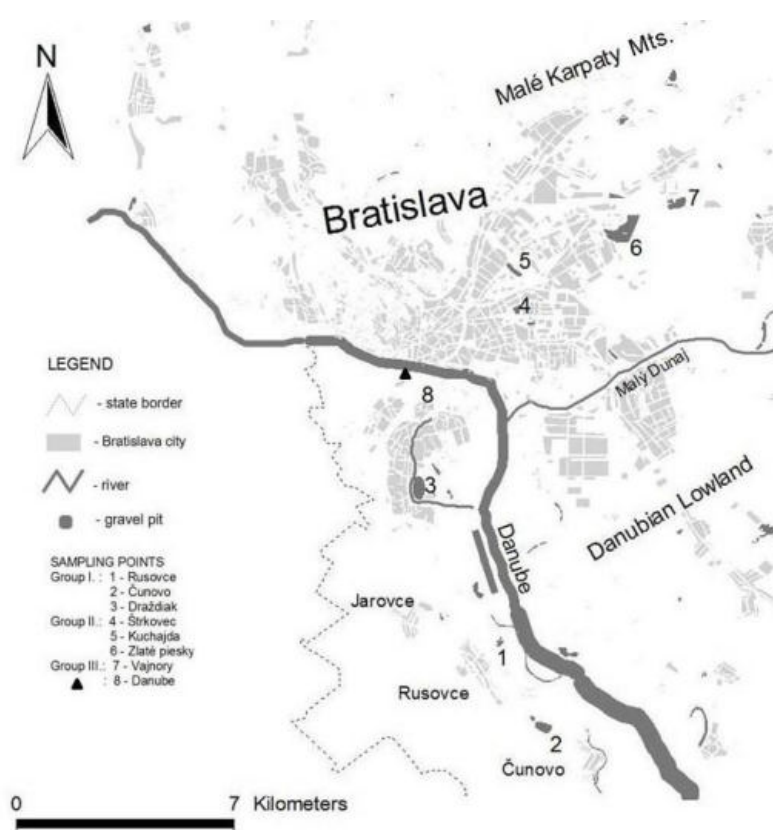 N
Malé Karpaty Mts.
Bratislava
7
6
5
4
LEGEND
- state border
- Bratislava city
- river
- gravel pit
SAMPLING POINTS
Group I. : 1 - Rusovce
2 - Čunovo
3 - Draždiak
Group II.: 4 - Štrkovec
5 - Kuchajda
6 - Zlaté piesky
Group III.: 7 - Vajnory
: 8 - Danube
8
Malý Dunaj
3
Danubian Lowland
Danube
Jarovce
1
Rusovce
2
Čunovo
0 7 Kilometers